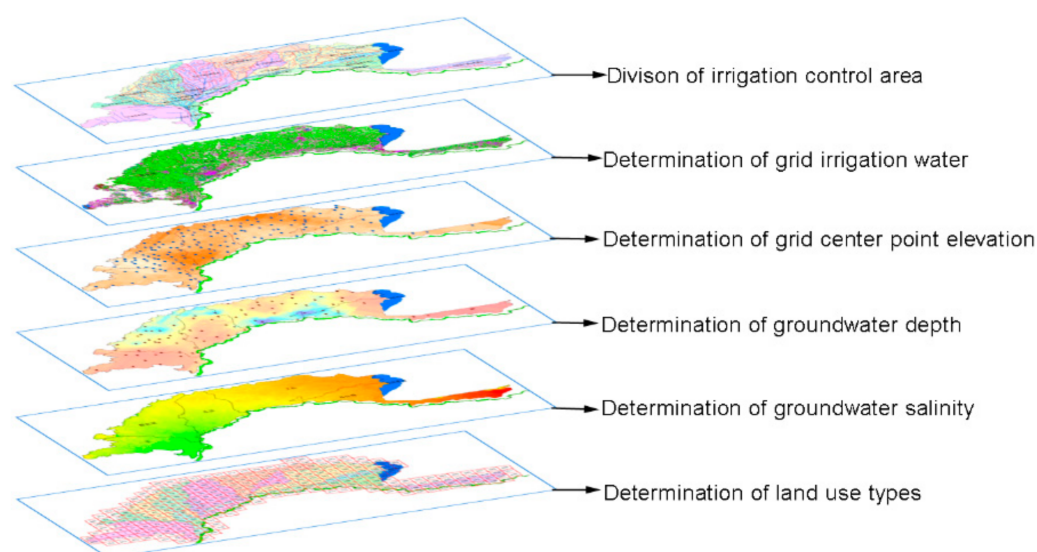 Divison of irrigation control area
Determination of grid irrigation water
Determination of grid center point elevation
Determination of groundwater depth
Determination of groundwater salinity
Determination of land use types